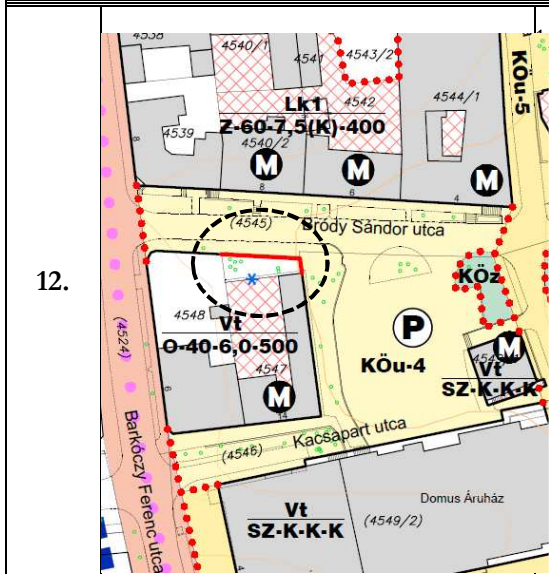 12.
4538
4540/1
4541
4543/2
KÖu-5
Lk1
4542
4544/1
Z-60-7,5(K)-400
4539
4540/2
M
M
M
8
6
4
(4545)
Bródy Sándor utca
KÖz
4548
Vt
O-40-6,0-500
P
M
(4524)
KÖu-4
Vt
SZ-K-K-K
4547
M
6
Barkóczy Ferenc utca
Kacsapart utca
(4546)
Vt
SZ-K-K-K
Domus Áruház
(4549/2)